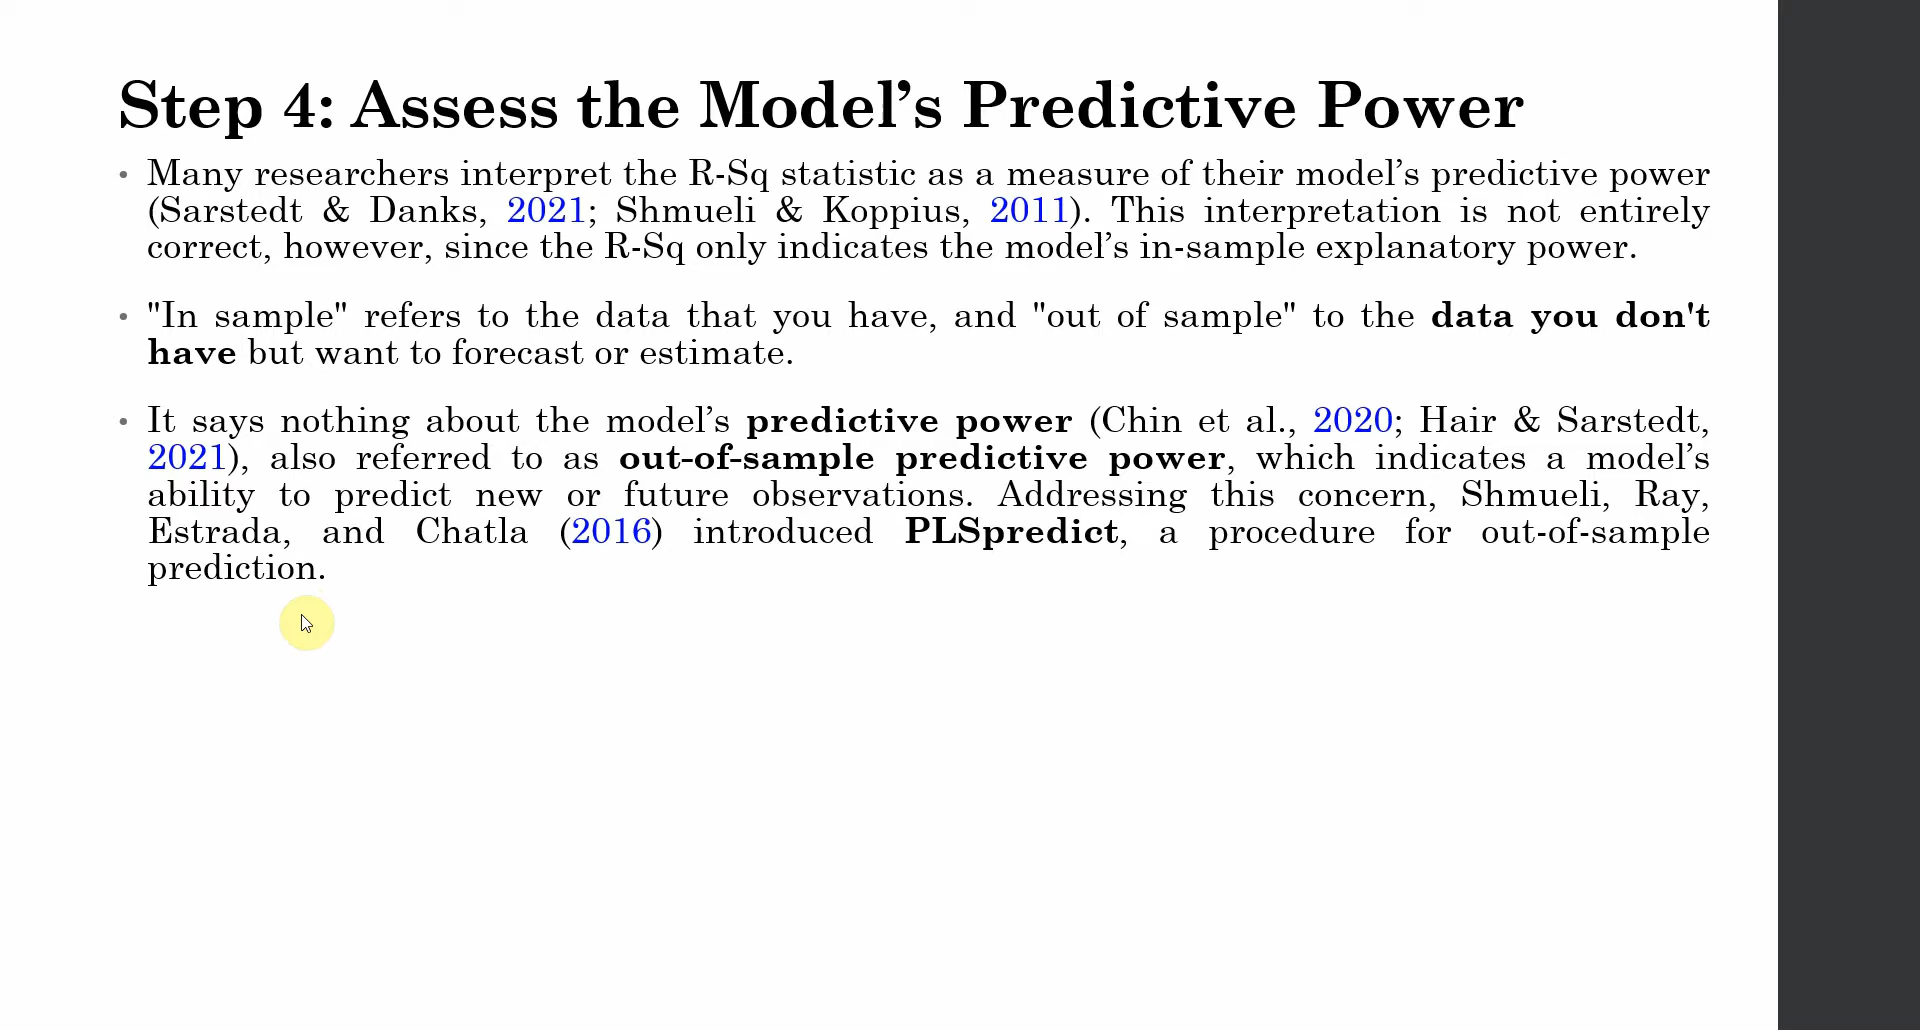 Step 4: Assess the Model’s Predictive Power
• Many researchers interpret the R-Sq statistic as a measure of their model’s predictive power
(Sarstedt & Danks, 2021; Shmueli & Koppius, 2011). This interpretation is not entirely
correct, however, since the R-Sq only indicates the model’s in-sample explanatory power.
• "In sample" refers to the data that you have, and "out of sample" to the data you don't
have but want to forecast or estimate.
• It says nothing about the model’s predictive power (Chin et al., 2020; Hair & Sarstedt,
2021), also referred to as out-of-sample predictive power, which indicates a model’s
ability to predict new or future observations. Addressing this concern, Shmueli, Ray,
Estrada, and Chatla (2016) introduced PLSpredict, a procedure for out-of-sample
prediction.